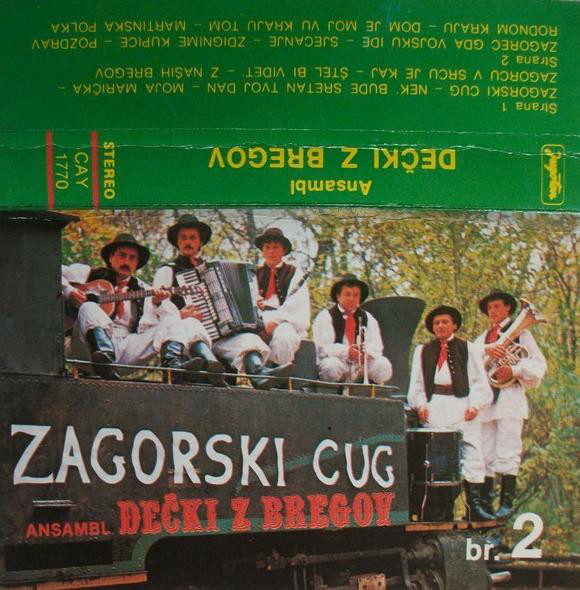 Strana 1
ZAGORSKI CUG – NEK' BUDE SRETAN TVOJ DAN – MOJA MARIČKA –
ZAGORCU V SRCU JE KAJ – ŠTEL BI VIDET' – Z NAŠIH BREGOV
Strana 2
ZAGOREC GDA VOJSKU IDE – SJEĆANJE – ZDIGNIME KUPICE – POZDRAV
RODNOM KRAJU – DOM JE MOJ VU KRAJU TOM – MARTINSKA POLKA
Jugoton
Ansambl
DEČKI Z BREGOV
STEREO
CAY
1770
ZAGORSKI CUG
ANSAMBL DEČKI Z BREGOV
br. 2